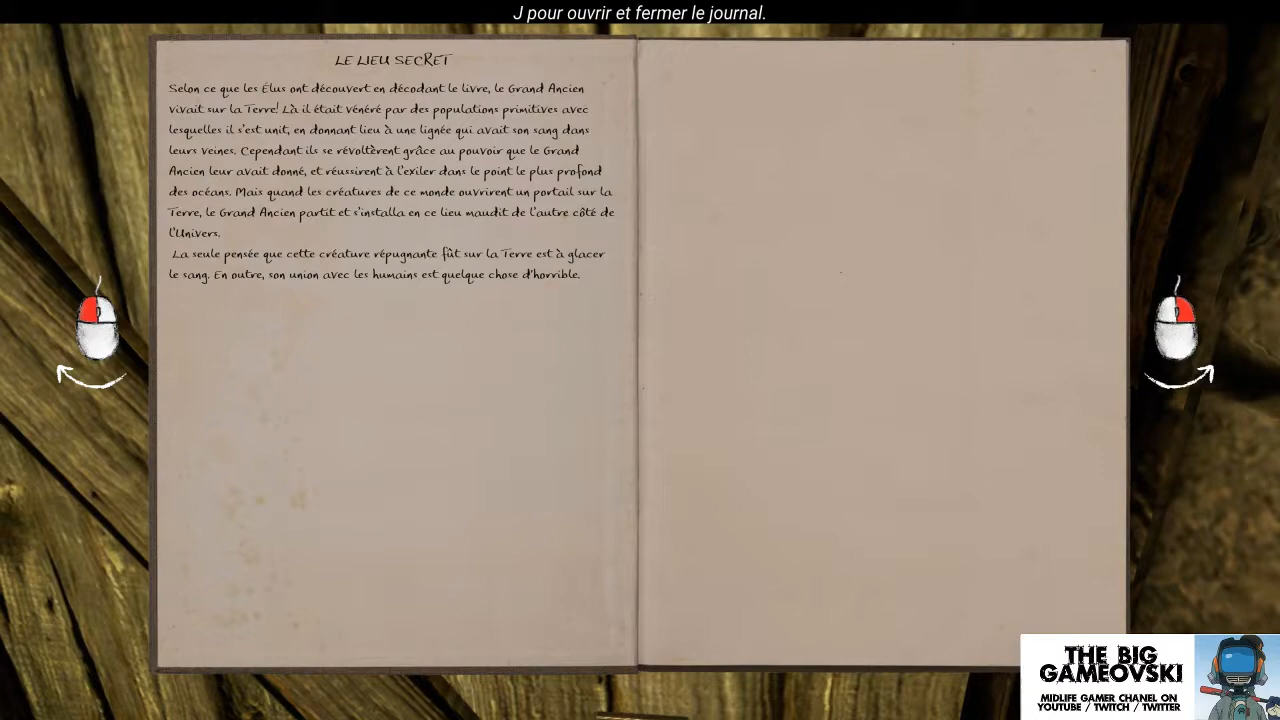 J pour ouvrir et fermer le journal.
LE LIEU SECRET
Selon ce que les Élus ont découvert en décodant le livre, le Grand Ancien
vivait sur la Terre! Là il était vénéré par des populations primitives avec
lesquelles il s'est unit, en donnant lieu à une lignée qui avait son sang dans
leurs veines. Cependant ils se révoltèrent grâce au pouvoir que le Grand
Ancien leur avait donné, et réussirent à l'exiler dans le point le plus profond
des océans. Mais quand les créatures de ce monde ouvrirent un portail sur la
Terre, le Grand Ancien partit et s'installa en ce lieu maudit de l'autre côté de
l'Univers.
La seule pensée que cette créature répugnante fût sur la Terre est à glacer
le sang. En outre, son union avec les humains est quelque chose d'horrible.
THE BIG
GAMEOVSKI
MIDLIFE GAMER CHANEL ON
YOUTUBE / TWITCH / TWITTER